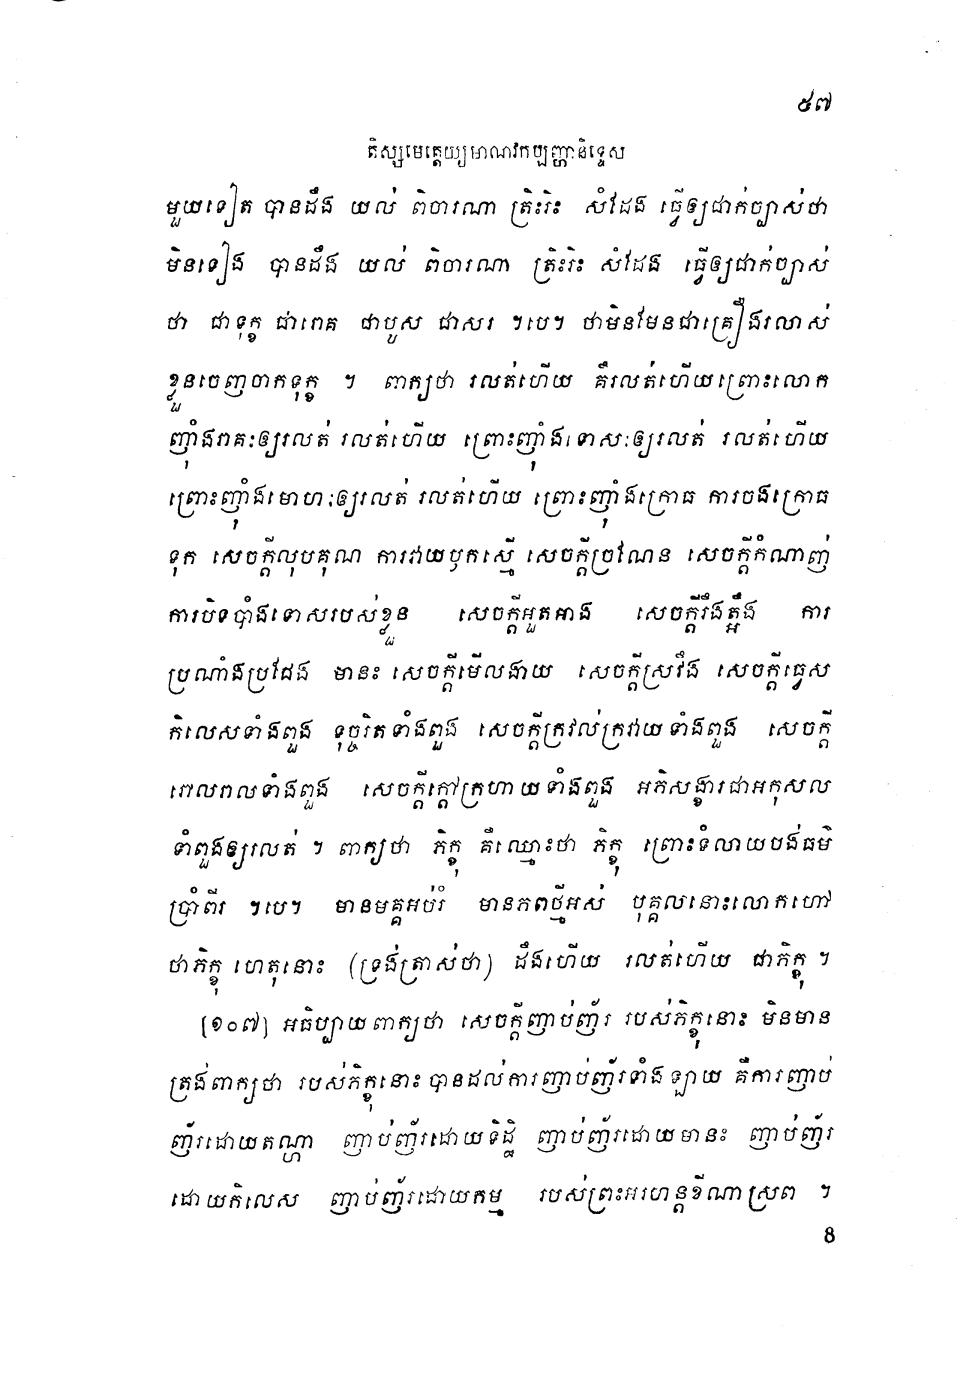 ៥៧
តិស្សមេត្តេយ្យមាណវកប្បញ្ហានិទ្ទេស
មួយទៀត បានដឹង យល់ ពិចារណា ត្រិះរិះ សំដែង ធ្វើឲ្យជាក់ច្បាស់ថា
មិនទៀង បានដឹង យល់ ពិចារណា ត្រិះរិះ សំដែង ធ្វើឲ្យជាក់ច្បាស់
ថា ជាទុក្ខ ជារោគ ជាបួស ជាសរ ។បេ។ ថាមិនមែនជាគ្រឿងរលាស់
ខ្លួនចេញចាកទុក្ខ ។ ពាក្យថា រលត់ហើយ គឺរលត់ហើយព្រោះលោក
ញ៉ាំងរាគៈឲ្យរលត់ រលត់ហើយ ព្រោះញ៉ាំងទោសៈឲ្យរលត់ រលត់ហើយ
ព្រោះញ៉ាំងមោហៈឲ្យរលត់ រលត់ហើយ ព្រោះញ៉ាំងក្រោធ ការចងក្រោធ
ទុក សេចក្តីលុបគុណ ការវាយឫកស្មើ សេចក្តីច្រណែន សេចក្តីកំណាញ់
ការបិទបាំងទោសរបស់ខ្លួន សេចក្តីអួតអាង សេចក្តីរឹងត្អឹង ការ
ប្រណាំងប្រជែង មានះ សេចក្តីមើលងាយ សេចក្តីស្រវឹង សេចក្តីធ្វេស
កិលេសទាំងពួង ទុច្ចរិតទាំងពួង សេចក្តីក្រវល់ក្រវាយទាំងពួង សេចក្តី
រោលរាលទាំងពួង សេចក្តីក្តៅក្រហាយទាំងពួង អភិសង្ខារជាអកុសល
ទាំពួងឲ្យរលត់ ។ ពាក្យថា ភិក្ខុ គឺឈ្មោះថា ភិក្ខុ ព្រោះទំលាយបង់ធម៌
ប្រាំពីរ ។បេ។ មានមគ្គអប់រំ មានភពថ្មីអស់ បុគ្គលនោះលោកហៅ
ថាភិក្ខុ ហេតុនោះ (ទ្រង់ត្រាស់ថា) ដឹងហើយ រលត់ហើយ ជាភិក្ខុ ។
[១០៧] អធិប្បាយពាក្យថា សេចក្តីញាប់ញ័រ របស់ភិក្ខុនោះ មិនមាន
ត្រង់ពាក្យថា របស់ភិក្ខុនោះ បានដល់ការញាប់ញ័រទាំងឡាយ គឺការញាប់
ញ័រដោយតណ្ហា ញាប់ញ័រដោយទិដ្ឋិ ញាប់ញ័រដោយមានះ ញាប់ញ័រ
ដោយកិលេស ញាប់ញ័រដោយកម្ម របស់ព្រះអរហន្តខីណាស្រព ។
8